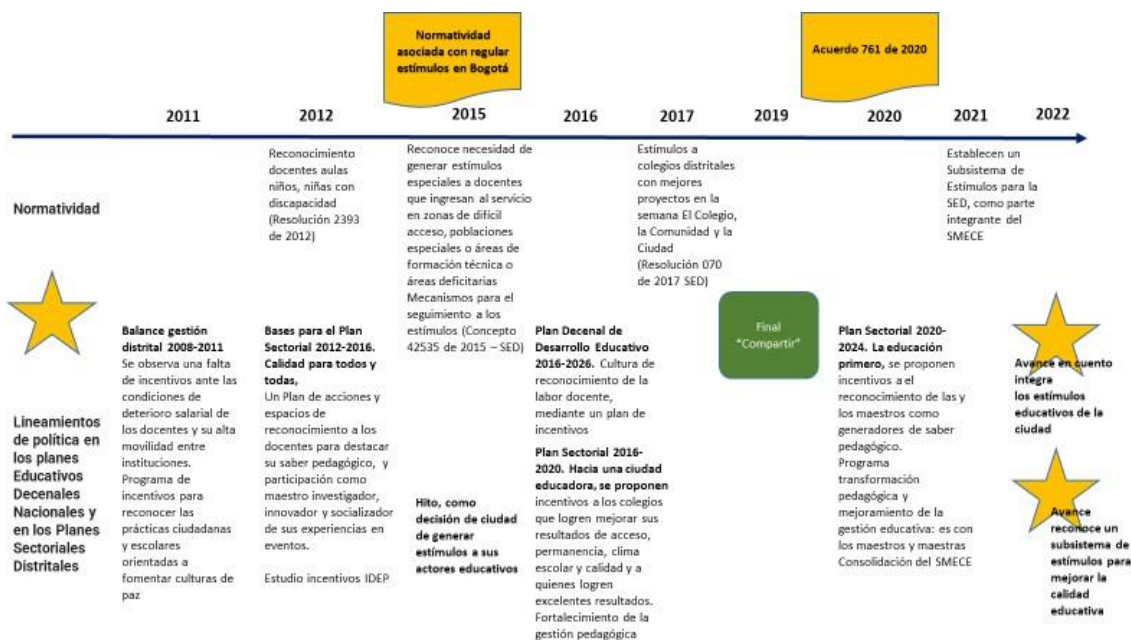 Normatividad
asociada con regular
estímulos en Bogotá
Acuerdo 761 de 2020
2011
2012
2015
2016
2017
2019
2020
2021
2022
Normatividad
Reconocimiento
docentes aulas
niños, niñas con
discapacidad
(Resolución 2393
de 2012)
Reconoce necesidad de
generar estímulos
especiales a docentes
que ingresan al servicio
en zonas de difícil
acceso, poblaciones
especiales o áreas de
formación técnica o
áreas deficitarias
Mecanismos para el
seguimiento a los
estímulos (Concepto
42535 de 2015 – SED)
Estímulos a
colegios distritales
con mejores
proyectos en la
semana El Colegio,
la Comunidad y la
Ciudad
(Resolución 070
de 2017 SED)
Establecen un
Subsistema de
Estímulos para la
SED, como parte
integrante del
SMECE
Lineamientos
de política en
los planes
Educativos
Decenales
Nacionales y
en los Planes
Sectoriales
Distritales
Balance gestión
distrital 2008-2011
Se observa una falta
de incentivos ante las
condiciones de
deterioro salarial de
los docentes y su alta
movilidad entre
instituciones.
Programa de
incentivos para
reconocer las
prácticas ciudadanas
y escolares
orientadas a
fomentar culturas de
paz
Bases para el Plan
Sectorial 2012-2016.
Calidad para todos y
todas,
Un Plan de acciones y
espacios de
reconocimiento a los
docentes para destacar
su saber pedagógico, y
participación como
maestro investigador,
innovador y socializador
de sus experiencias en
eventos.
Estudio incentivos IDEP
Hito, como
decisión de ciudad
de generar
estímulos a sus
actores educativos
Plan Decenal de
Desarrollo Educativo
2016-2026. Cultura de
reconocimiento de la
labor docente,
mediante un plan de
incentivos
Plan Sectorial 2016-
2020. Hacia una ciudad
educadora, se proponen
incentivos a los colegios
que logren mejorar sus
resultados de acceso,
permanencia, clima
escolar y calidad y a
quienes logren
excelentes resultados.
Fortalecimiento de la
gestión pedagógica
Final
"Compartir"
Plan Sectorial 2020-
2024. La educación
primero, se proponen
incentivos a el
reconocimiento de las y
los maestros como
generadores de saber
pedagógico.
Programa
transformación
pedagógica y
mejoramiento de la
gestión educativa: es con
los maestros y maestras
Consolidación del SMECE
Avance en cuento
integra
los estímulos
educativos de la
ciudad
Avance
reconoce un
subsistema de
estímulos para
mejorar la
calidad
educativa